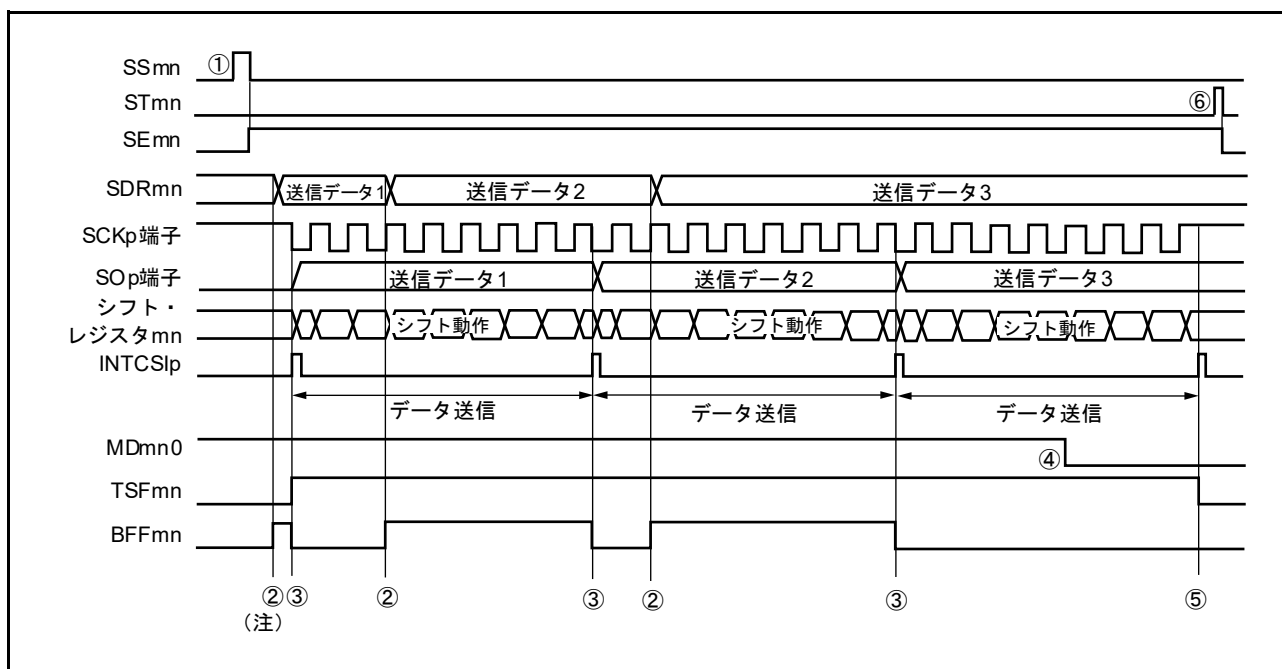 SSmn ①
STmn ⑥
SEmn
SDRmn 送信データ1 送信データ2 送信データ3
SCKp端子
SOp端子 送信データ1 送信データ2 送信データ3
シフト・
レジスタmn シフト動作 シフト動作 シフト動作
INTCSIp
データ送信 データ送信 データ送信
MDmn0 ④
TSFmn
BFFmn
②③ ② ③ ② ③ ⑤
(注)